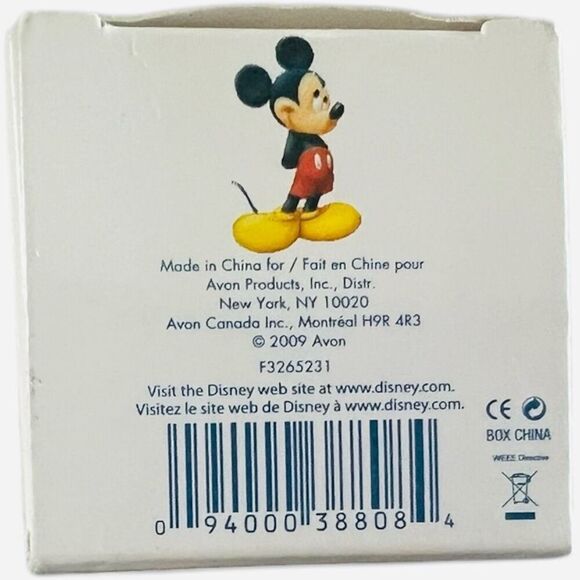 Made in China for / Fait en Chine pour
Avon Products, Inc., Distr.
New York, NY 10020
Avon Canada Inc., Montréal H9R 4R3
© 2009 Avon
F3265231
Visit the Disney web site at www.disney.com.
Visitez le site web de Disney à www.disney.com.
CE
BOX CHINA
WEEE Directive
0 94000 38808 4